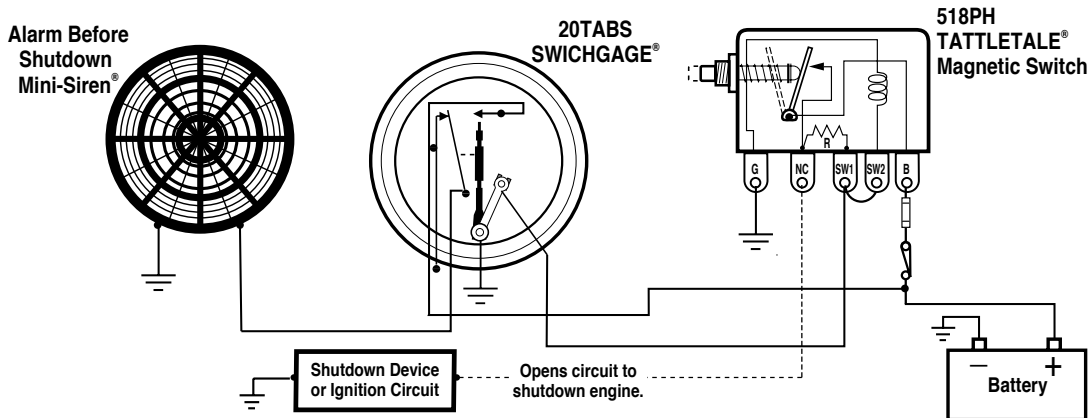 Alarm Before
Shutdown
Mini-Siren®
20TABS
SWICHGAGE®
518PH
TATTLETALE®
Magnetic Switch
R
G
NC
SW1
SW2
B
Shutdown Device
or Ignition Circuit
Opens circuit to
shutdown engine.
— +
Battery